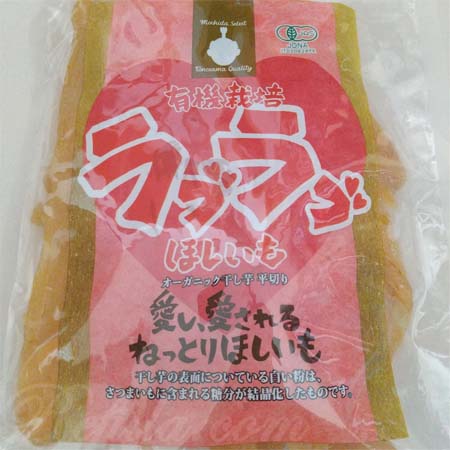 Mochida Select
Kimesama Quality
JONA
有機栽培
ラブラブ
ほしいも
オーガニック干し芋 平切り
愛し、愛される
ねっとりほしいも
干し芋の表面についている白い粉は、
さつまいもに含まれる糖分が結晶化したものです。